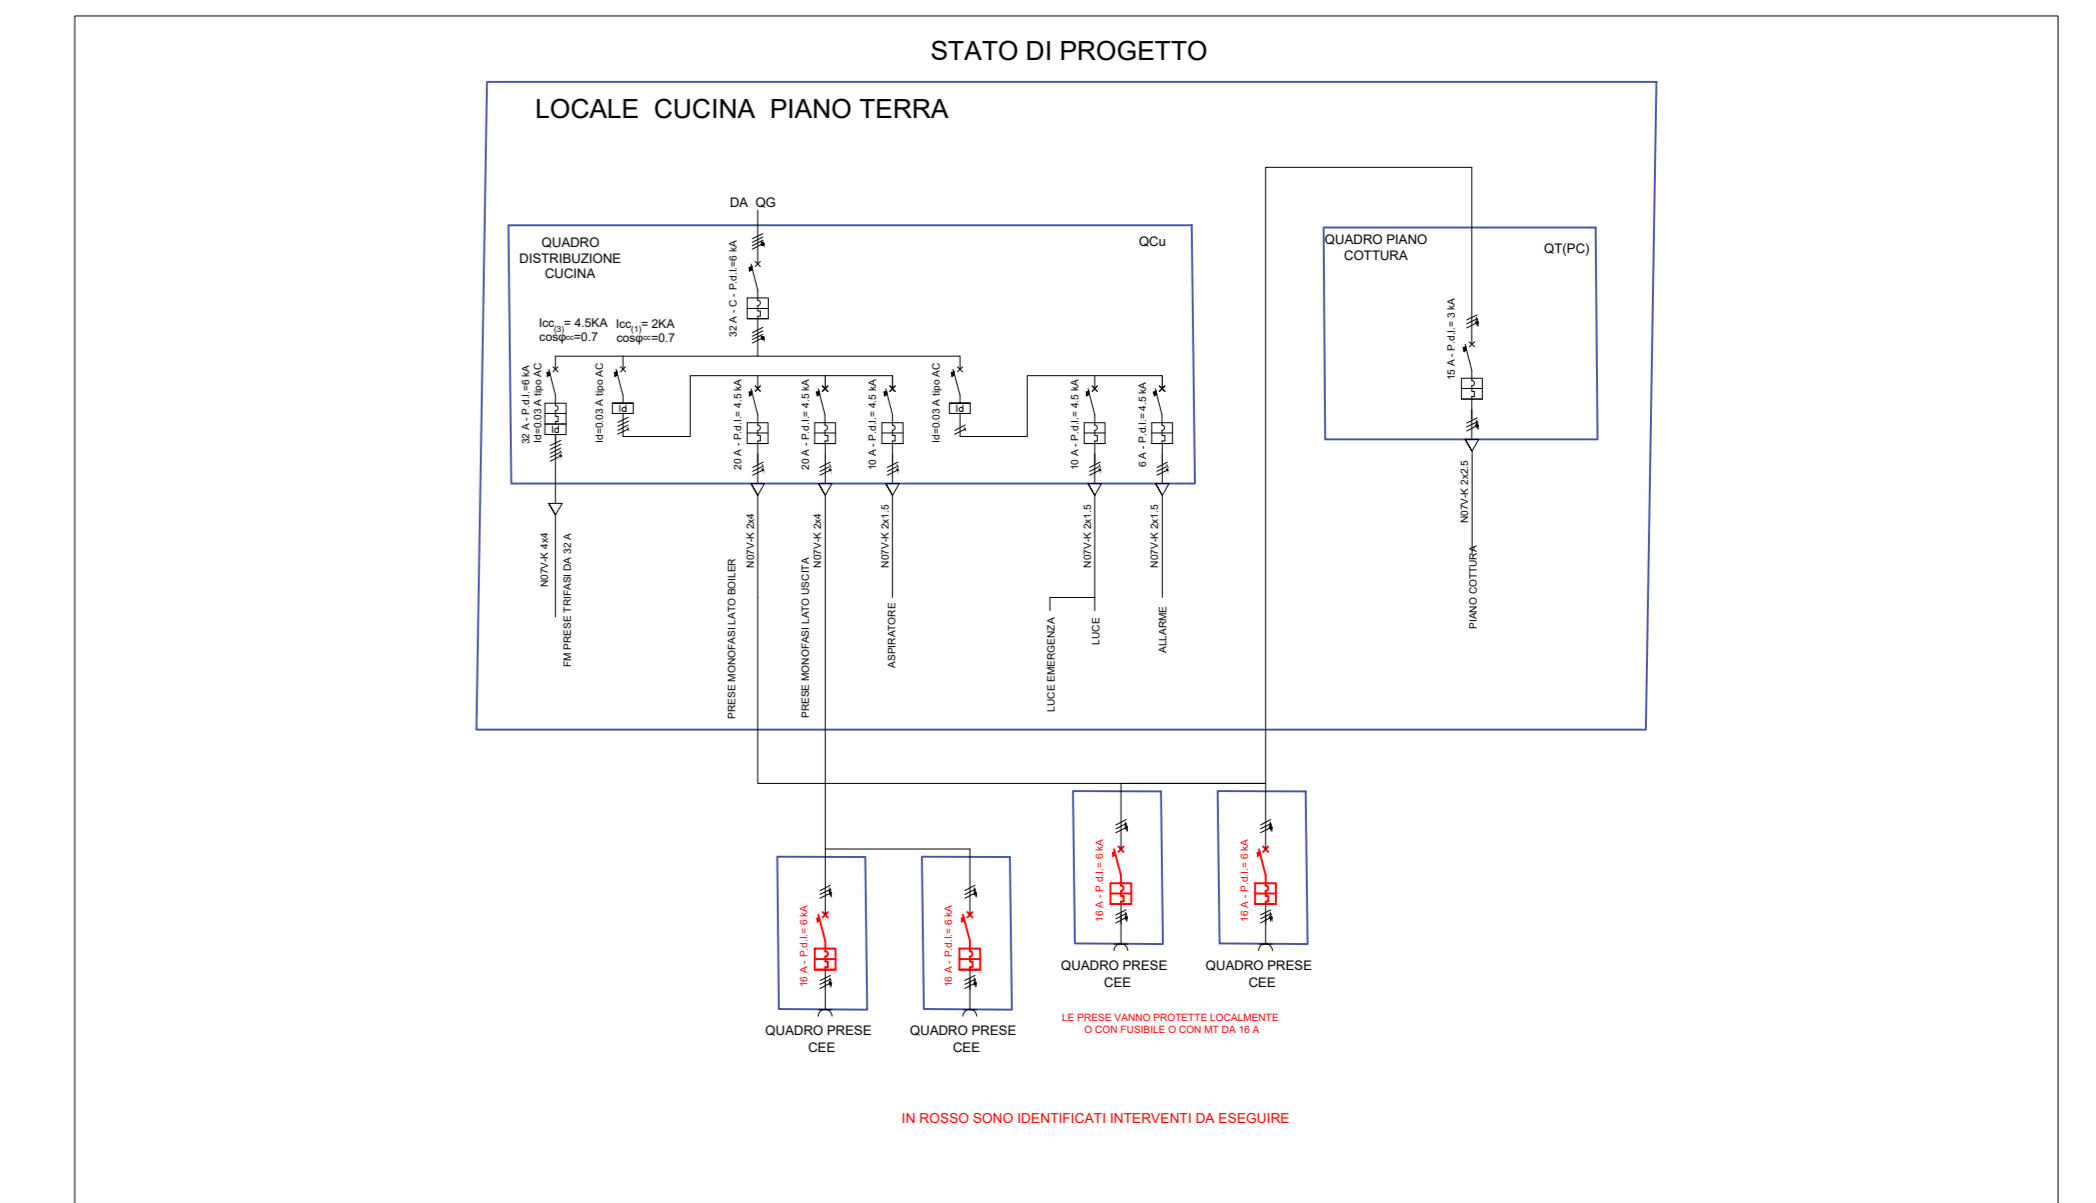 STATO DI PROGETTO
LOCALE CUCINA PIANO TERRA
DA QG
QUADRO
DISTRIBUZIONE
CUCINA
QCu
32 A - C - P.d.I.=6 kA
Icc(3)= 4.5KA
cosφcc=0.7
Icc(1)= 2KA
cosφcc=0.7
32 A - P.d.I.=6 kA
Id=0.03 A tipo AC
Id
Id=0.03 A tipo AC
Id
20 A - P.d.I.= 4.5 kA
20 A - P.d.I.= 4.5 kA
10 A - P.d.I.= 4.5 kA
Id=0.03 A tipo AC
Id
10 A - P.d.I.= 4.5 kA
6 A - P.d.I.= 4.5 kA
QUADRO PIANO
COTTURA
QT(PC)
15 A - P.d.I.= 3 kA
N07V-K 4x4
FM PRESE TRIFASI DA 32 A
N07V-K 2x4
PRESE MONOFASI LATO BOILER
N07V-K 2x4
PRESE MONOFASI LATO USCITA
N07V-K 2x1.5
ASPIRATORE
N07V-K 2x1.5
LUCE EMERGENZA
LUCE
N07V-K 2x1.5
ALLARME
N07V-K 2x2.5
PIANO COTTURA
16 A - P.d.I.= 6 kA
16 A - P.d.I.= 6 kA
16 A - P.d.I.= 6 kA
16 A - P.d.I.= 6 kA
QUADRO PRESE
CEE
QUADRO PRESE
CEE
QUADRO PRESE
CEE
QUADRO PRESE
CEE
LE PRESE VANNO PROTETTE LOCALMENTE
O CON FUSIBILE O CON MT DA 16 A
IN ROSSO SONO IDENTIFICATI INTERVENTI DA ESEGUIRE